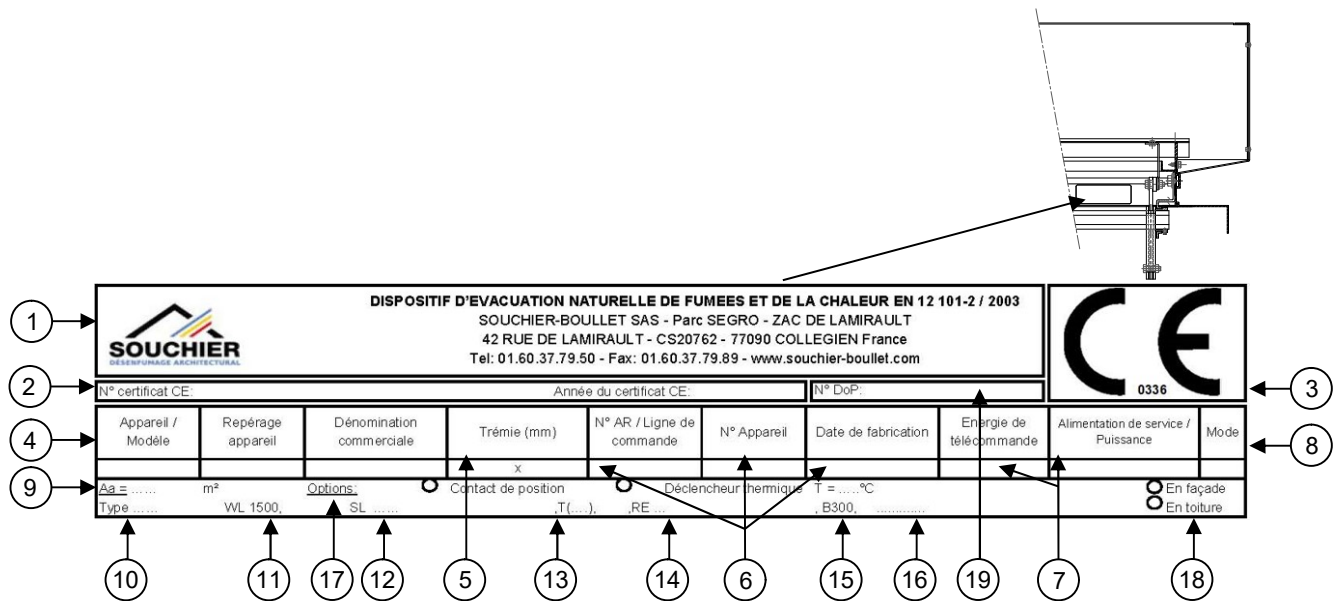 1
SOUCHIER
DESENFUMAGE ARCHITECTURAL
DISPOSITIF D'EVACUATION NATURELLE DE FUMEES ET DE LA CHALEUR EN 12 101-2 / 2003
SOUCHIER-BOULLET SAS - Parc SEGRO - ZAC DE LAMIRAULT
42 RUE DE LAMIRAULT - CS20762 - 77090 COLLEGIEN France
Tel: 01.60.37.79.50 - Fax: 01.60.37.79.89 - www.souchier-boullet.com
CE
0336
2
N° certificat CE:
Année du certificat CE:
N° DoP:
3
4
Appareil / Modéle
Repérage appareil
Dénomination commerciale
Trémie (mm)
N° AR / Ligne de commande
N° Appareil
Date de fabrication
Energie de télécommande
Alimentation de service / Puissance
Mode
8
x
9
Aa = ...... m² Options: Contact de position Déclencheur thermique T = .....°C En façade
Type ...... WL 1500, SL ...... ,T(....), ,RE ... , B300, ............. En toiture
10 11 17 12 5 13 14 6 15 16 19 7 18